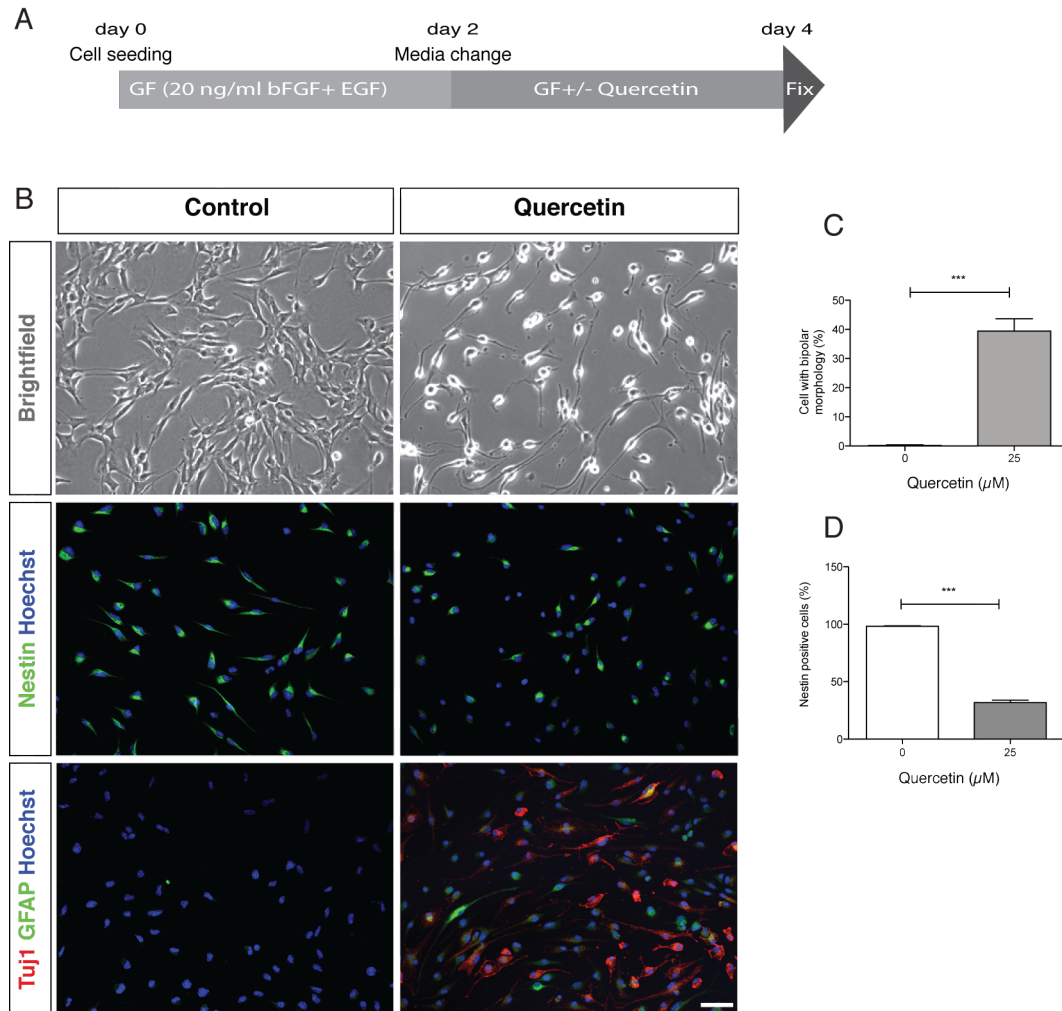 A
day 0
day 2
day 4
Cell seeding
Media change
GF (20 ng/ml bFGF+ EGF)
GF+/- Quercetin
Fix
B
Control
Quercetin
Brightfield
Nestin Hoechst
Tuj1 GFAP Hoechst
C
***
Cell with bipolar
morphology (%)
50
40
30
20
10
0
0
25
Quercetin (µM)
D
***
Nestin positive cells (%)
150
100
50
0
0
25
Quercetin (µM)